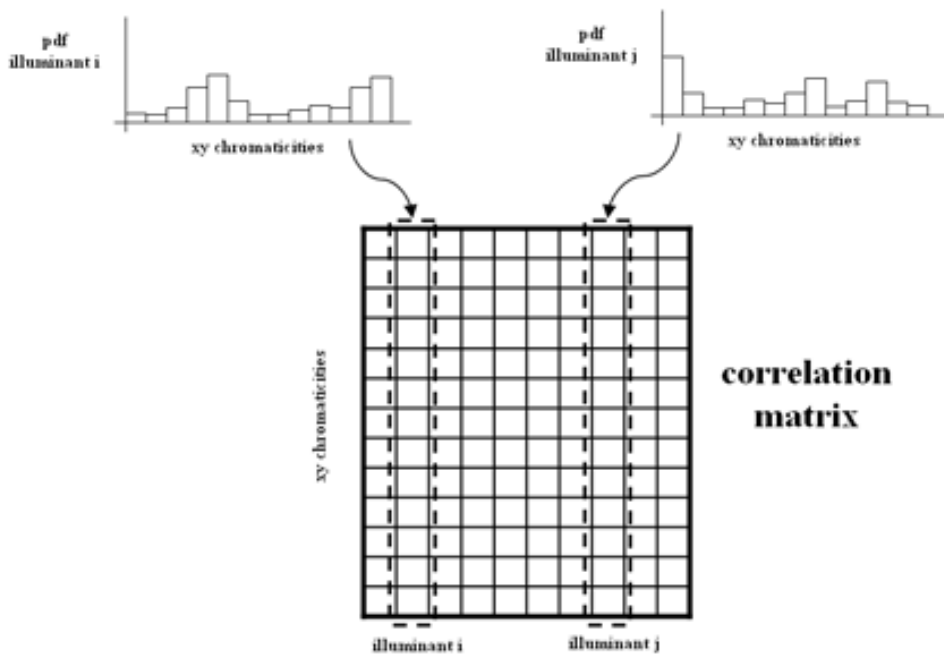 pdf
illuminant i
xy chromaticities
pdf
illuminant j
xy chromaticities
xy chromaticities
correlation
matrix
illuminant i
illuminant j